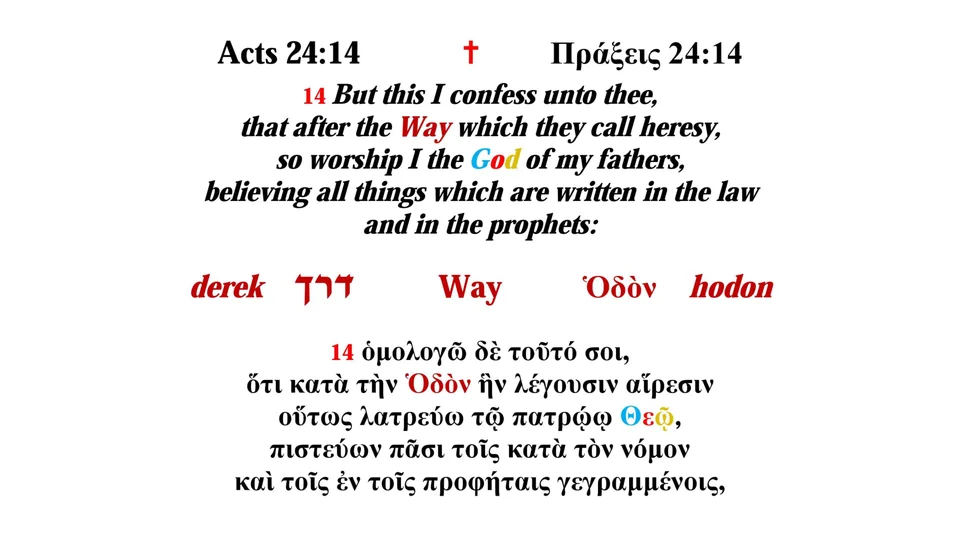 Acts 24:14 ✝ Πράξεις 24:14
14 But this I confess unto thee,
that after the Way which they call heresy,
so worship I the God of my fathers,
believing all things which are written in the law
and in the prophets:
derek דרך Way Ὁδὸν hodon
14 ὁμολογῶ δὲ τοῦτό σοι,
ὅτι κατὰ τὴν Ὁδὸν ἣν λέγουσιν αἵρεσιν
οὕτως λατρεύω τῷ πατρῴῳ Θεῷ,
πιστεύων πᾶσι τοῖς κατὰ τὸν νόμον
καὶ τοῖς ἐν τοῖς προφήταις γεγραμμένοις,